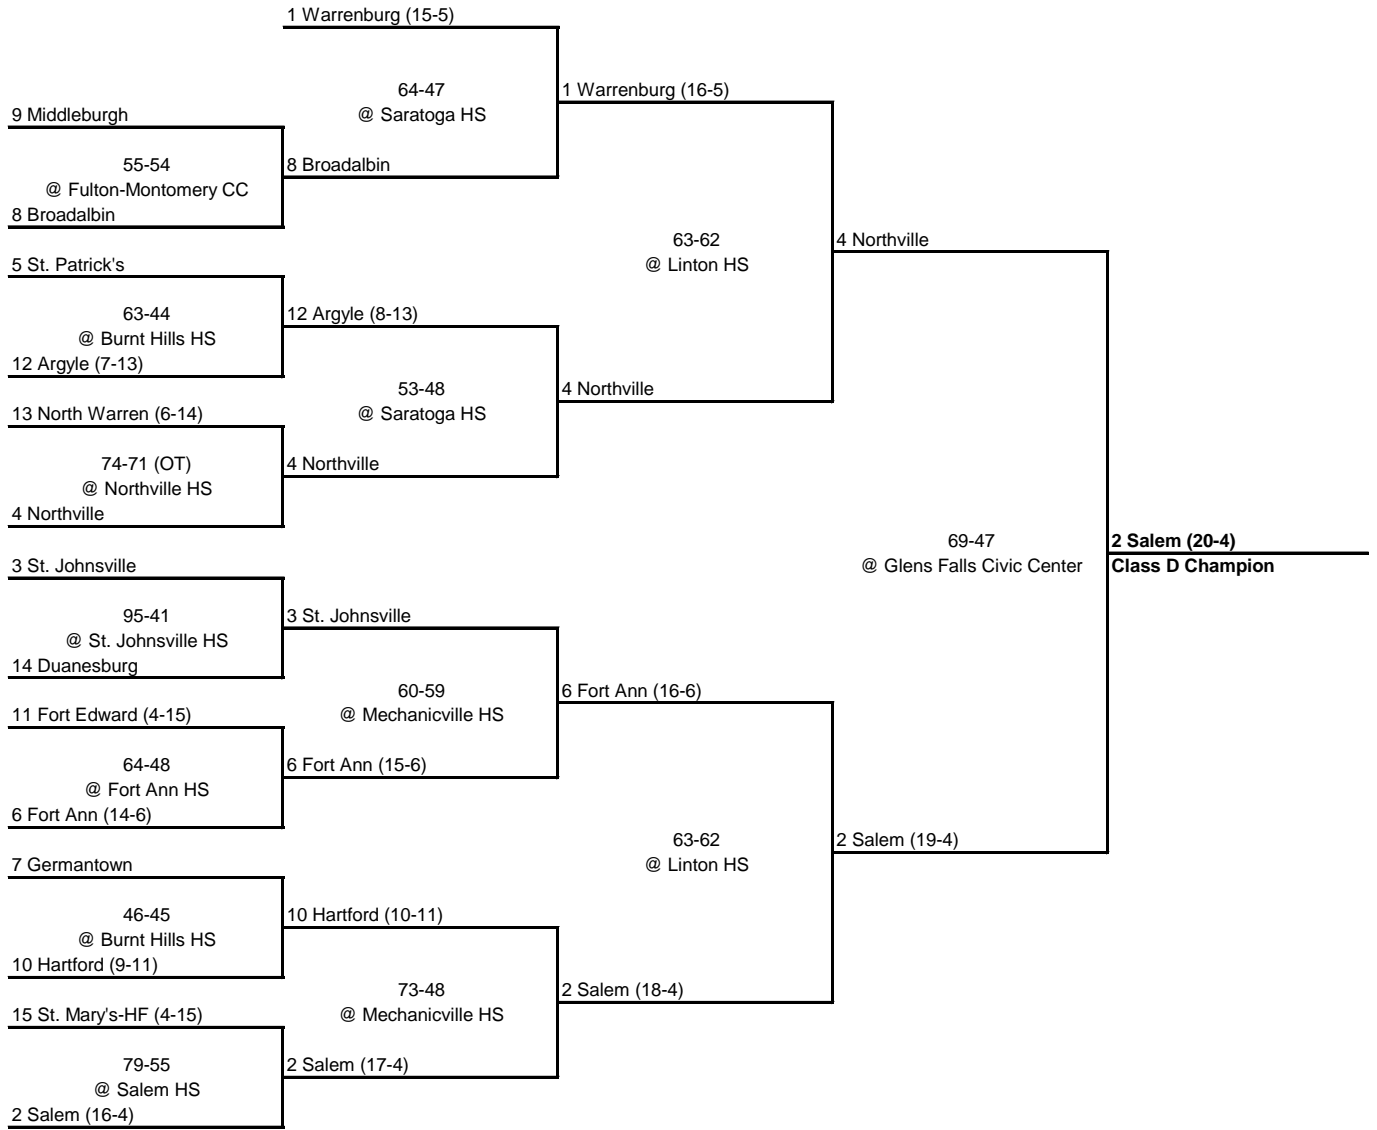 1 Warrenburg (15-5)
64-47
@ Saratoga HS
1 Warrenburg (16-5)
9 Middleburgh
55-54
@ Fulton-Montomery CC
8 Broadalbin
8 Broadalbin
63-62
@ Linton HS
4 Northville
5 St. Patrick's
63-44
@ Burnt Hills HS
12 Argyle (8-13)
12 Argyle (7-13)
53-48
@ Saratoga HS
4 Northville
13 North Warren (6-14)
74-71 (OT)
@ Northville HS
4 Northville
4 Northville
69-47
@ Glens Falls Civic Center
2 Salem (20-4)
Class D Champion
3 St. Johnsville
95-41
@ St. Johnsville HS
3 St. Johnsville
14 Duanesburg
60-59
@ Mechanicville HS
6 Fort Ann (16-6)
11 Fort Edward (4-15)
64-48
@ Fort Ann HS
6 Fort Ann (15-6)
6 Fort Ann (14-6)
63-62
@ Linton HS
2 Salem (19-4)
7 Germantown
46-45
@ Burnt Hills HS
10 Hartford (10-11)
10 Hartford (9-11)
73-48
@ Mechanicville HS
2 Salem (18-4)
15 St. Mary's-HF (4-15)
79-55
@ Salem HS
2 Salem (17-4)
2 Salem (16-4)